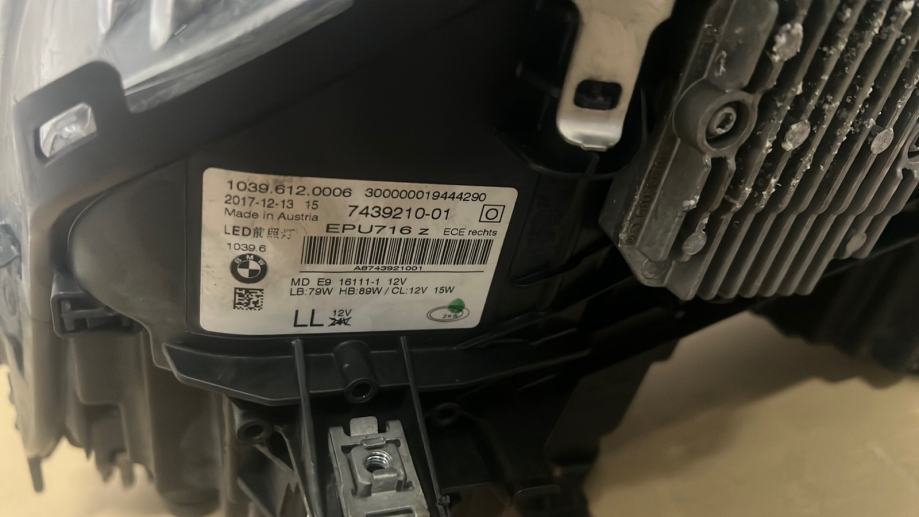 1039.612.0006 300000019444290
2017-12-13 15
7439210-01
Made in Austria
EPU716 z ECE rechts
LED前照灯
1039.6
BMW
A8743921001
MD E9 16111-1 12V
LB:79W HB:89W / CL:12V 15W
LL 12V
24V